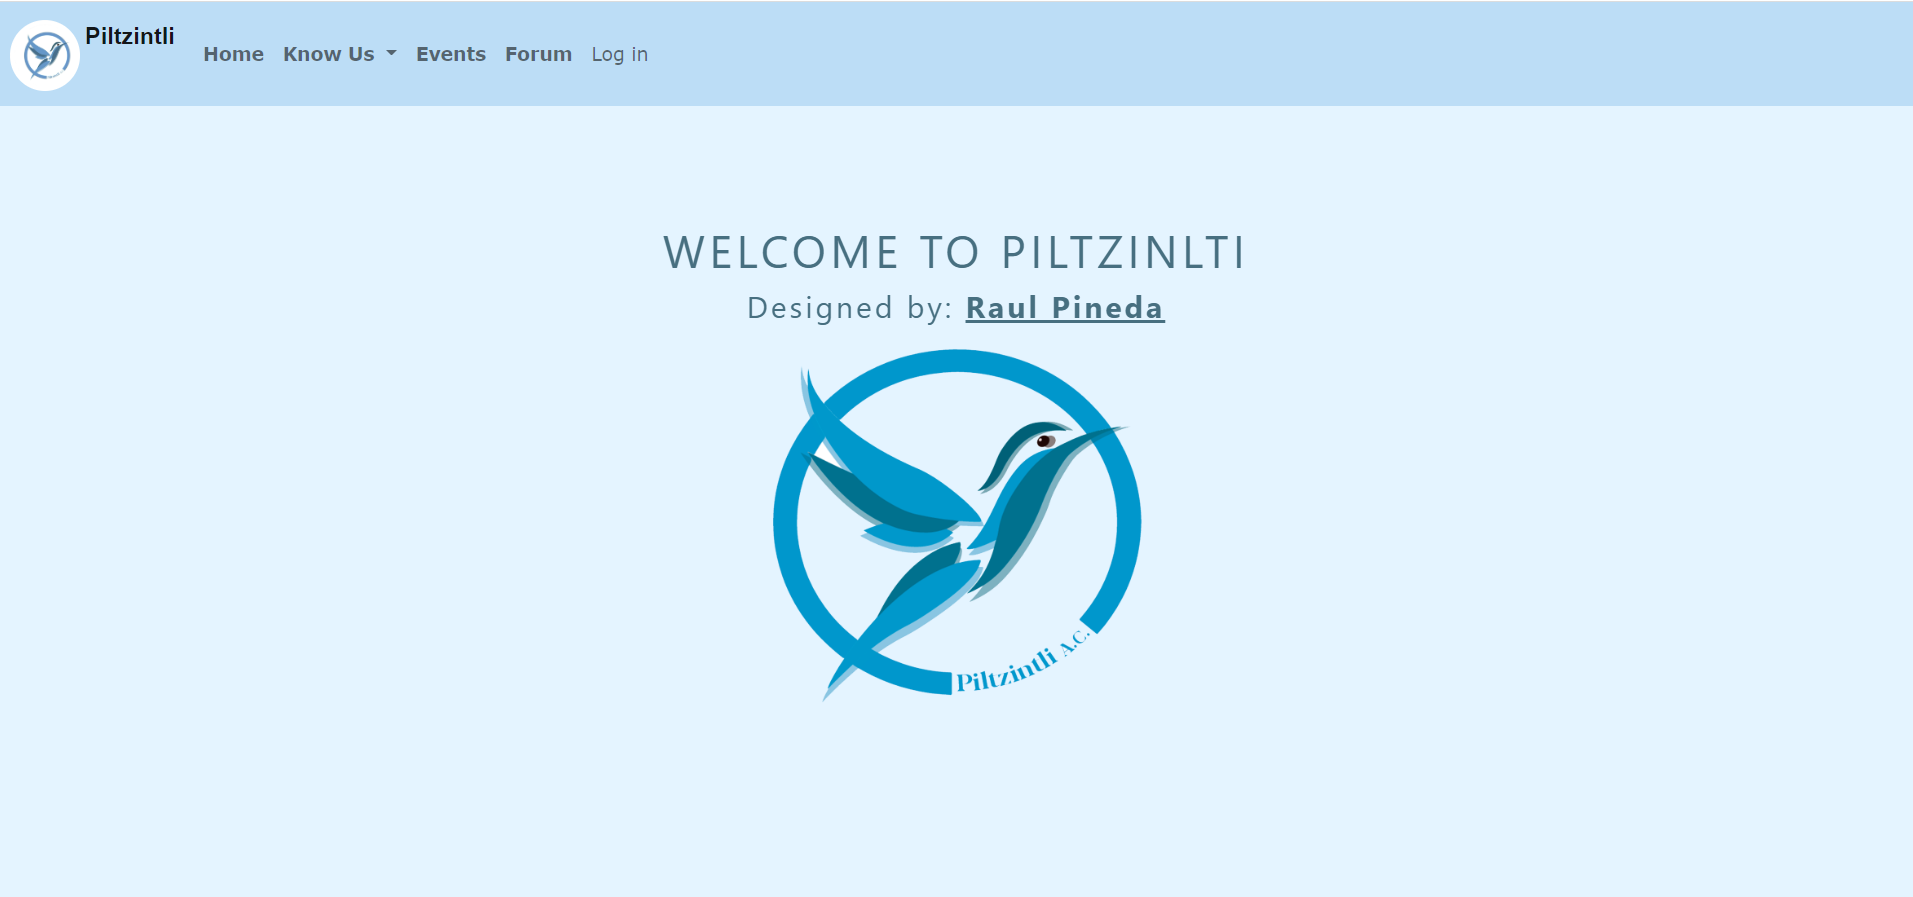 Piltzintli
Home Know Us Events Forum Log in
WELCOME TO PILTZINLTI
Designed by: Raul Pineda
Piltzintli A.C.